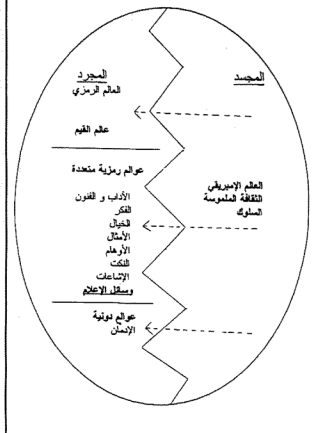 المجسد
المجرد
العالم الرمزي
عالم القيم
عوالم رمزية متعددة
الآداب و الفنون
الفكر
الخيال
الأمثال
الأوهام
النكت
الإشاعات
وسائل الإعلام
العالم الإمبريقي
الثقافة الملموسة
السلوك
عوالم دونية
الإدمان